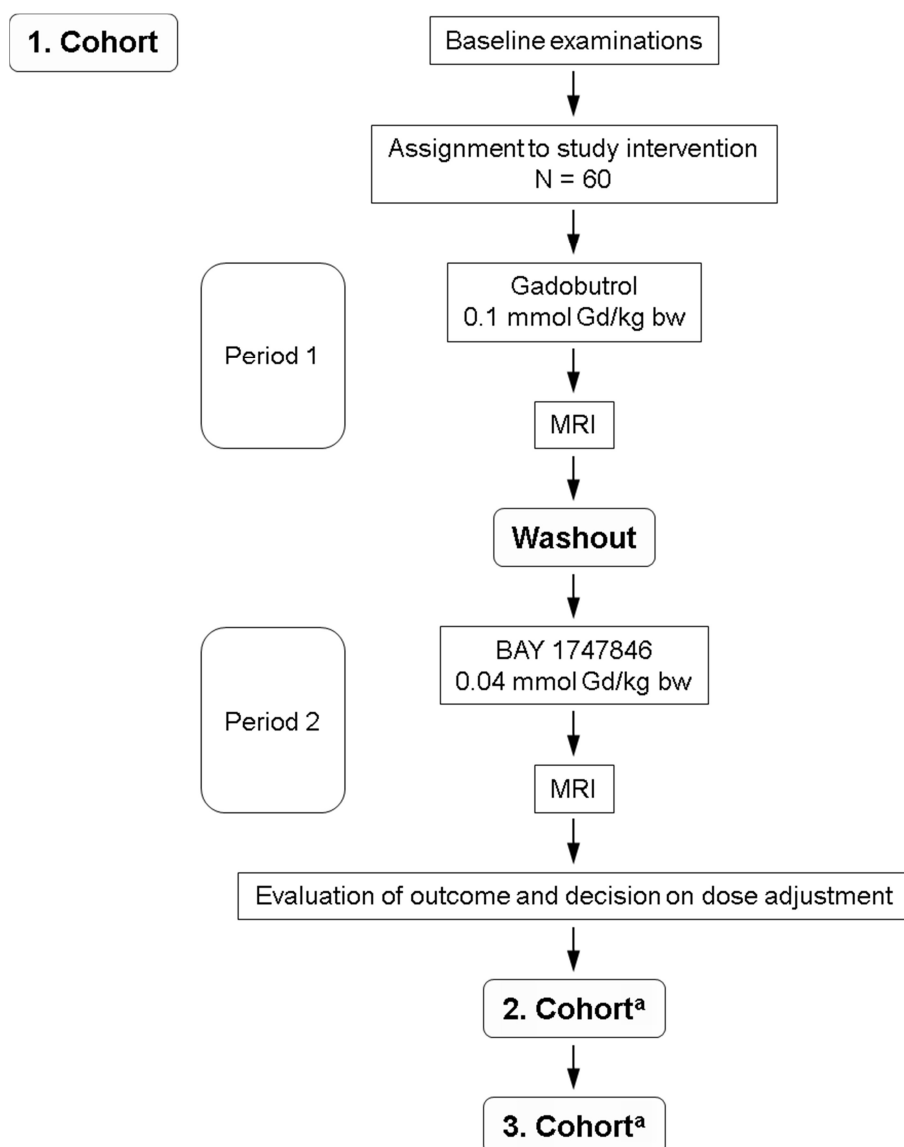 1. Cohort
Baseline examinations
Assignment to study intervention
N = 60
Period 1
Gadobutrol
0.1 mmol Gd/kg bw
MRI
Washout
Period 2
BAY 1747846
0.04 mmol Gd/kg bw
MRI
Evaluation of outcome and decision on dose adjustment
2. Cohortᵃ
3. Cohortᵃ